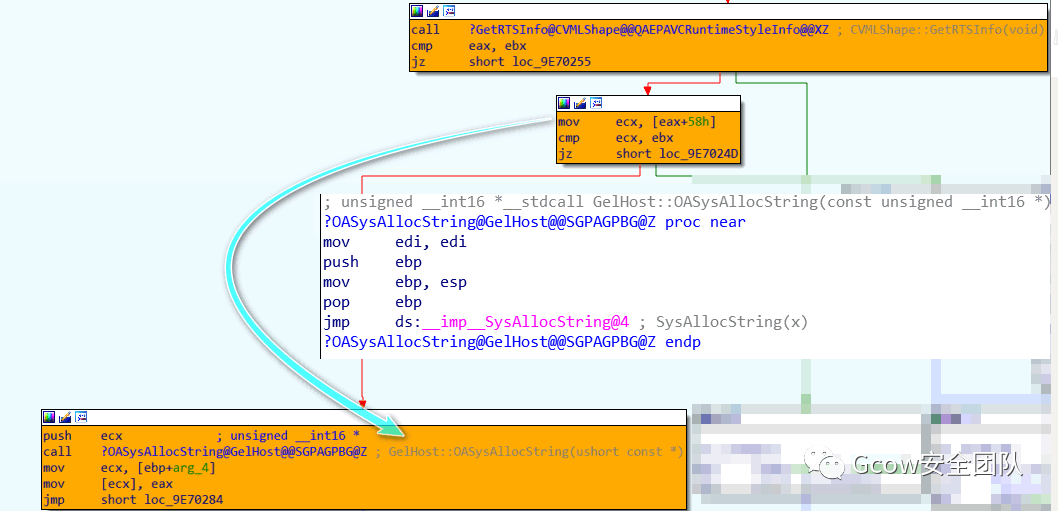 call ?GetRTSInfo@CVMLShape@@QAEPAVCRuntimeStyleInfo@@XZ ; CVMLShape::GetRTSInfo(void)
cmp eax, ebx
jz short loc_9E70255
mov ecx, [eax+58h]
cmp ecx, ebx
jz short loc_9E7024D
; unsigned __int16 *__stdcall GelHost::OASysAllocString(const unsigned __int16 *)
?OASysAllocString@GelHost@@SGPAGPBG@Z proc near
mov edi, edi
push ebp
mov ebp, esp
pop ebp
jmp ds:__imp__SysAllocString@4 ; SysAllocString(x)
?OASysAllocString@GelHost@@SGPAGPBG@Z endp
push ecx ; unsigned __int16 *
call ?OASysAllocString@GelHost@@SGPAGPBG@Z ; GelHost::OASysAllocString(ushort const *)
mov ecx, [ebp+arg_4]
mov [ecx], eax
jmp short loc_9E70284
Gcow安全团队